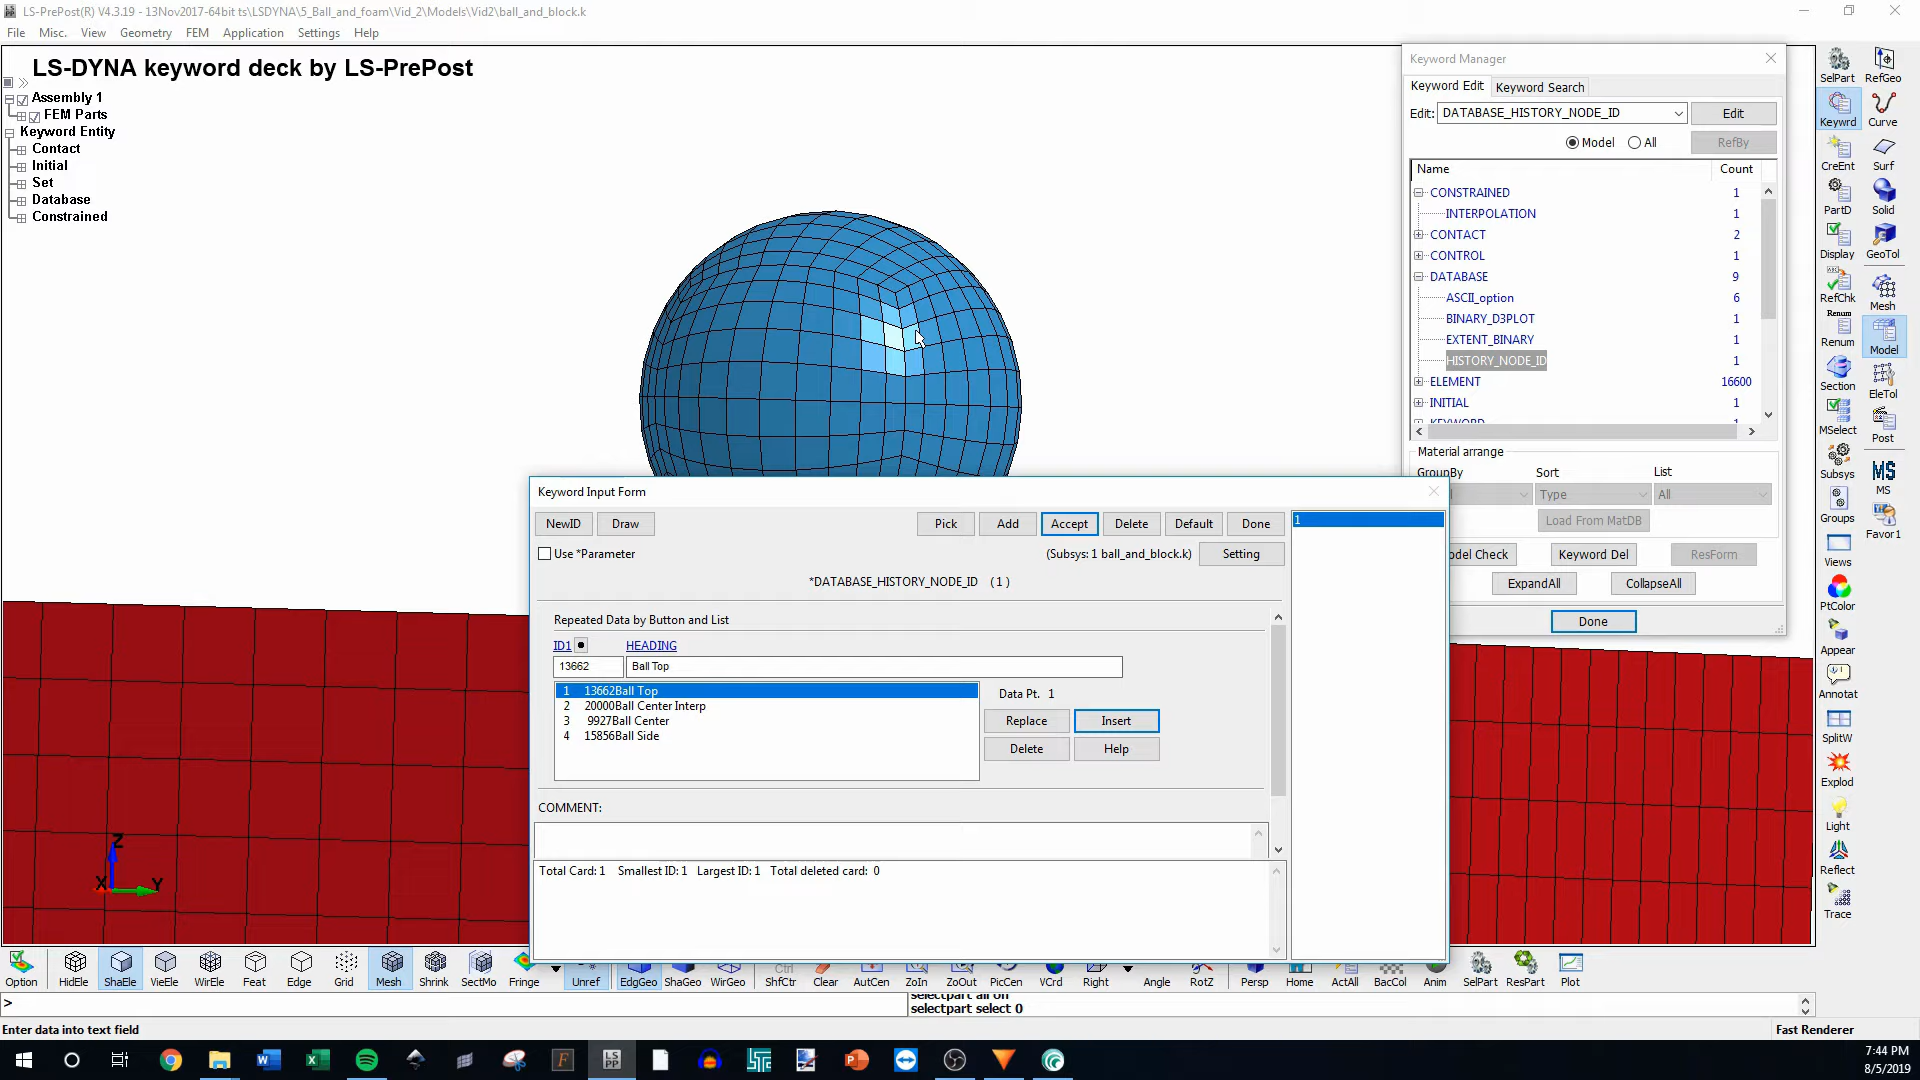 LS-PrePost(R) V4.3.19 - 13Nov2017-64bit ts\LSDYNA\5_Ball_and_foam\Vid_2\Models\Vid2\ball_and_block.k
File Misc. View Geometry FEM Application Settings Help
LS-DYNA keyword deck by LS-PrePost
Assembly 1
FEM Parts
Keyword Entity
Contact
Initial
Set
Database
Constrained
Keyword Manager
Keyword Edit Keyword Search
Edit: DATABASE_HISTORY_NODE_ID Edit
Model All RefBy
Name Count
CONSTRAINED 1
INTERPOLATION 1
CONTACT 2
CONTROL 1
DATABASE 9
ASCII_option 6
BINARY_D3PLOT 1
EXTENT_BINARY 1
HISTORY_NODE_ID 1
ELEMENT 16600
INITIAL 1
KEYWORD 1
Material arrange
GroupBy Sort List
Type All
Load From MatDB
odel Check Keyword Del ResForm
ExpandAll CollapseAll
Done
Keyword Input Form
NewID Draw Pick Add Accept Delete Default Done
1
Use *Parameter (Subsys: 1 ball_and_block.k) Setting
*DATABASE_HISTORY_NODE_ID (1)
Repeated Data by Button and List
ID1 HEADING
13662 Ball Top
1 13662Ball Top
2 20000Ball Center Interp
3 9927Ball Center
4 15856Ball Side
Data Pt. 1
Replace Insert
Delete Help
COMMENT:
Total Card: 1 Smallest ID: 1 Largest ID: 1 Total deleted card: 0
Z
X Y
SelPart RefGeo
Keywrd Curve
CreEnt Surf
PartD Solid
Display GeoTol
RefChk Mesh
Renum
Renum Model
Section EleTol
MSelect Post
Subsys MS
MS
Groups Favor1
Views
PtColor
Appear
Annotat
SplitW
Explod
Light
Reflect
Trace
Option HidEle ShaEle VieEle WirEle Feat Edge Grid Mesh Shrink SectMo Fringe Unref EdgGeo ShaGeo WirGeo Ctrl ShfCtr Clear AutCen ZoIn ZoOut PicCen VCrd Right Angle RotZ Persp Home ActAll BacCol Anim SelPart ResPart Plot
>
selectpart all on
selectpart select 0
Enter data into text field Fast Renderer
LS
PP
7:44 PM
8/5/2019